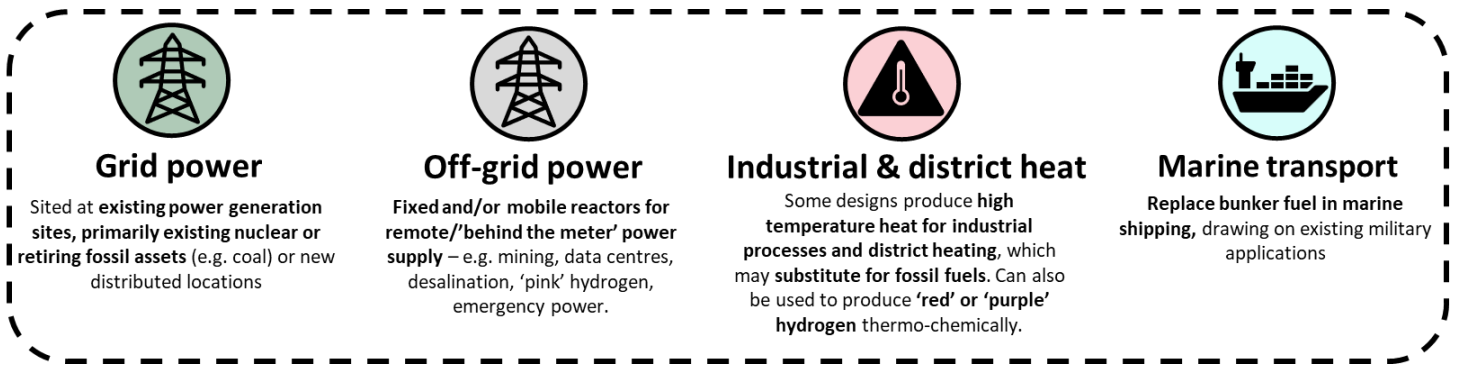 Grid power
Sited at existing power generation
sites, primarily existing nuclear or
retiring fossil assets (e.g. coal) or new
distributed locations
Off-grid power
Fixed and/or mobile reactors for
remote/’behind the meter’ power
supply – e.g. mining, data centres,
desalination, ‘pink’ hydrogen,
emergency power.
Industrial & district heat
Some designs produce high
temperature heat for industrial
processes and district heating, which
may substitute for fossil fuels. Can also
be used to produce ‘red’ or ‘purple’
hydrogen thermo-chemically.
Marine transport
Replace bunker fuel in marine
shipping, drawing on existing military
applications